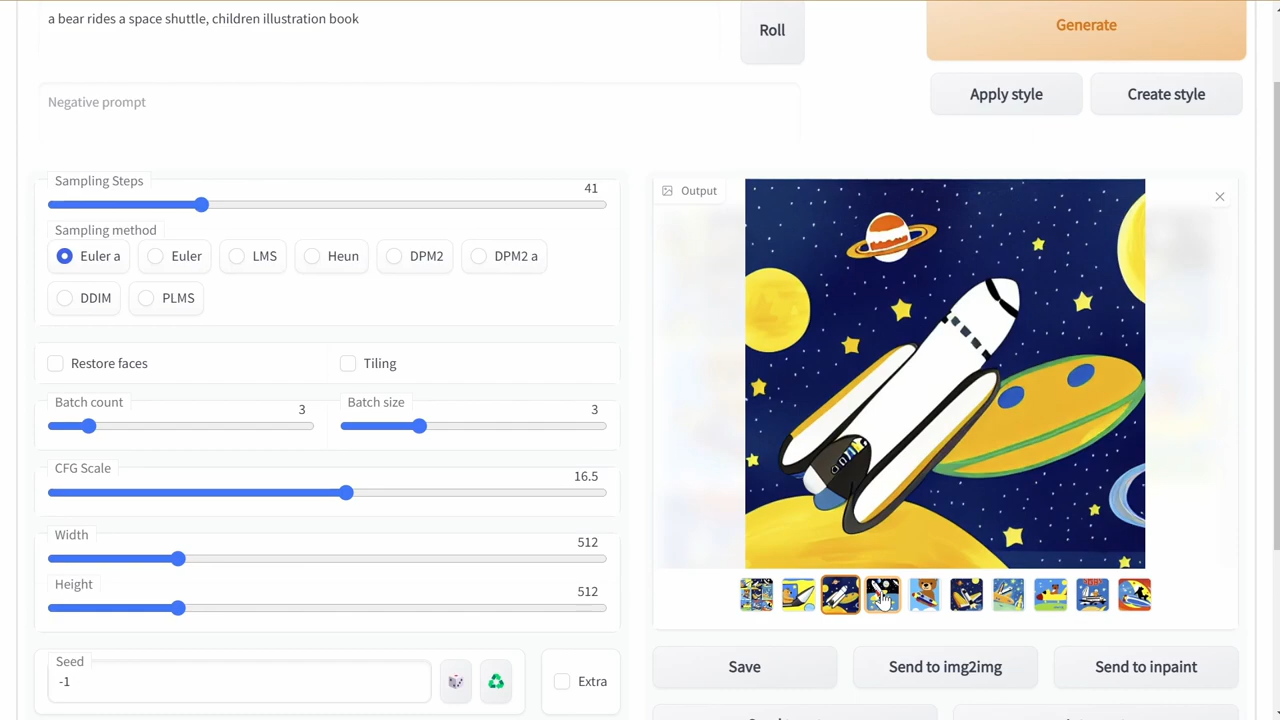 a bear rides a space shuttle, children illustration book
Roll
Generate
Negative prompt
Apply style
Create style
Sampling Steps
41
Sampling method
Euler a
Euler
LMS
Heun
DPM2
DPM2 a
DDIM
PLMS
Restore faces
Tiling
Batch count
3
Batch size
3
CFG Scale
16.5
Width
512
Height
512
Seed
-1
Extra
Output
Save
Send to img2img
Send to inpaint